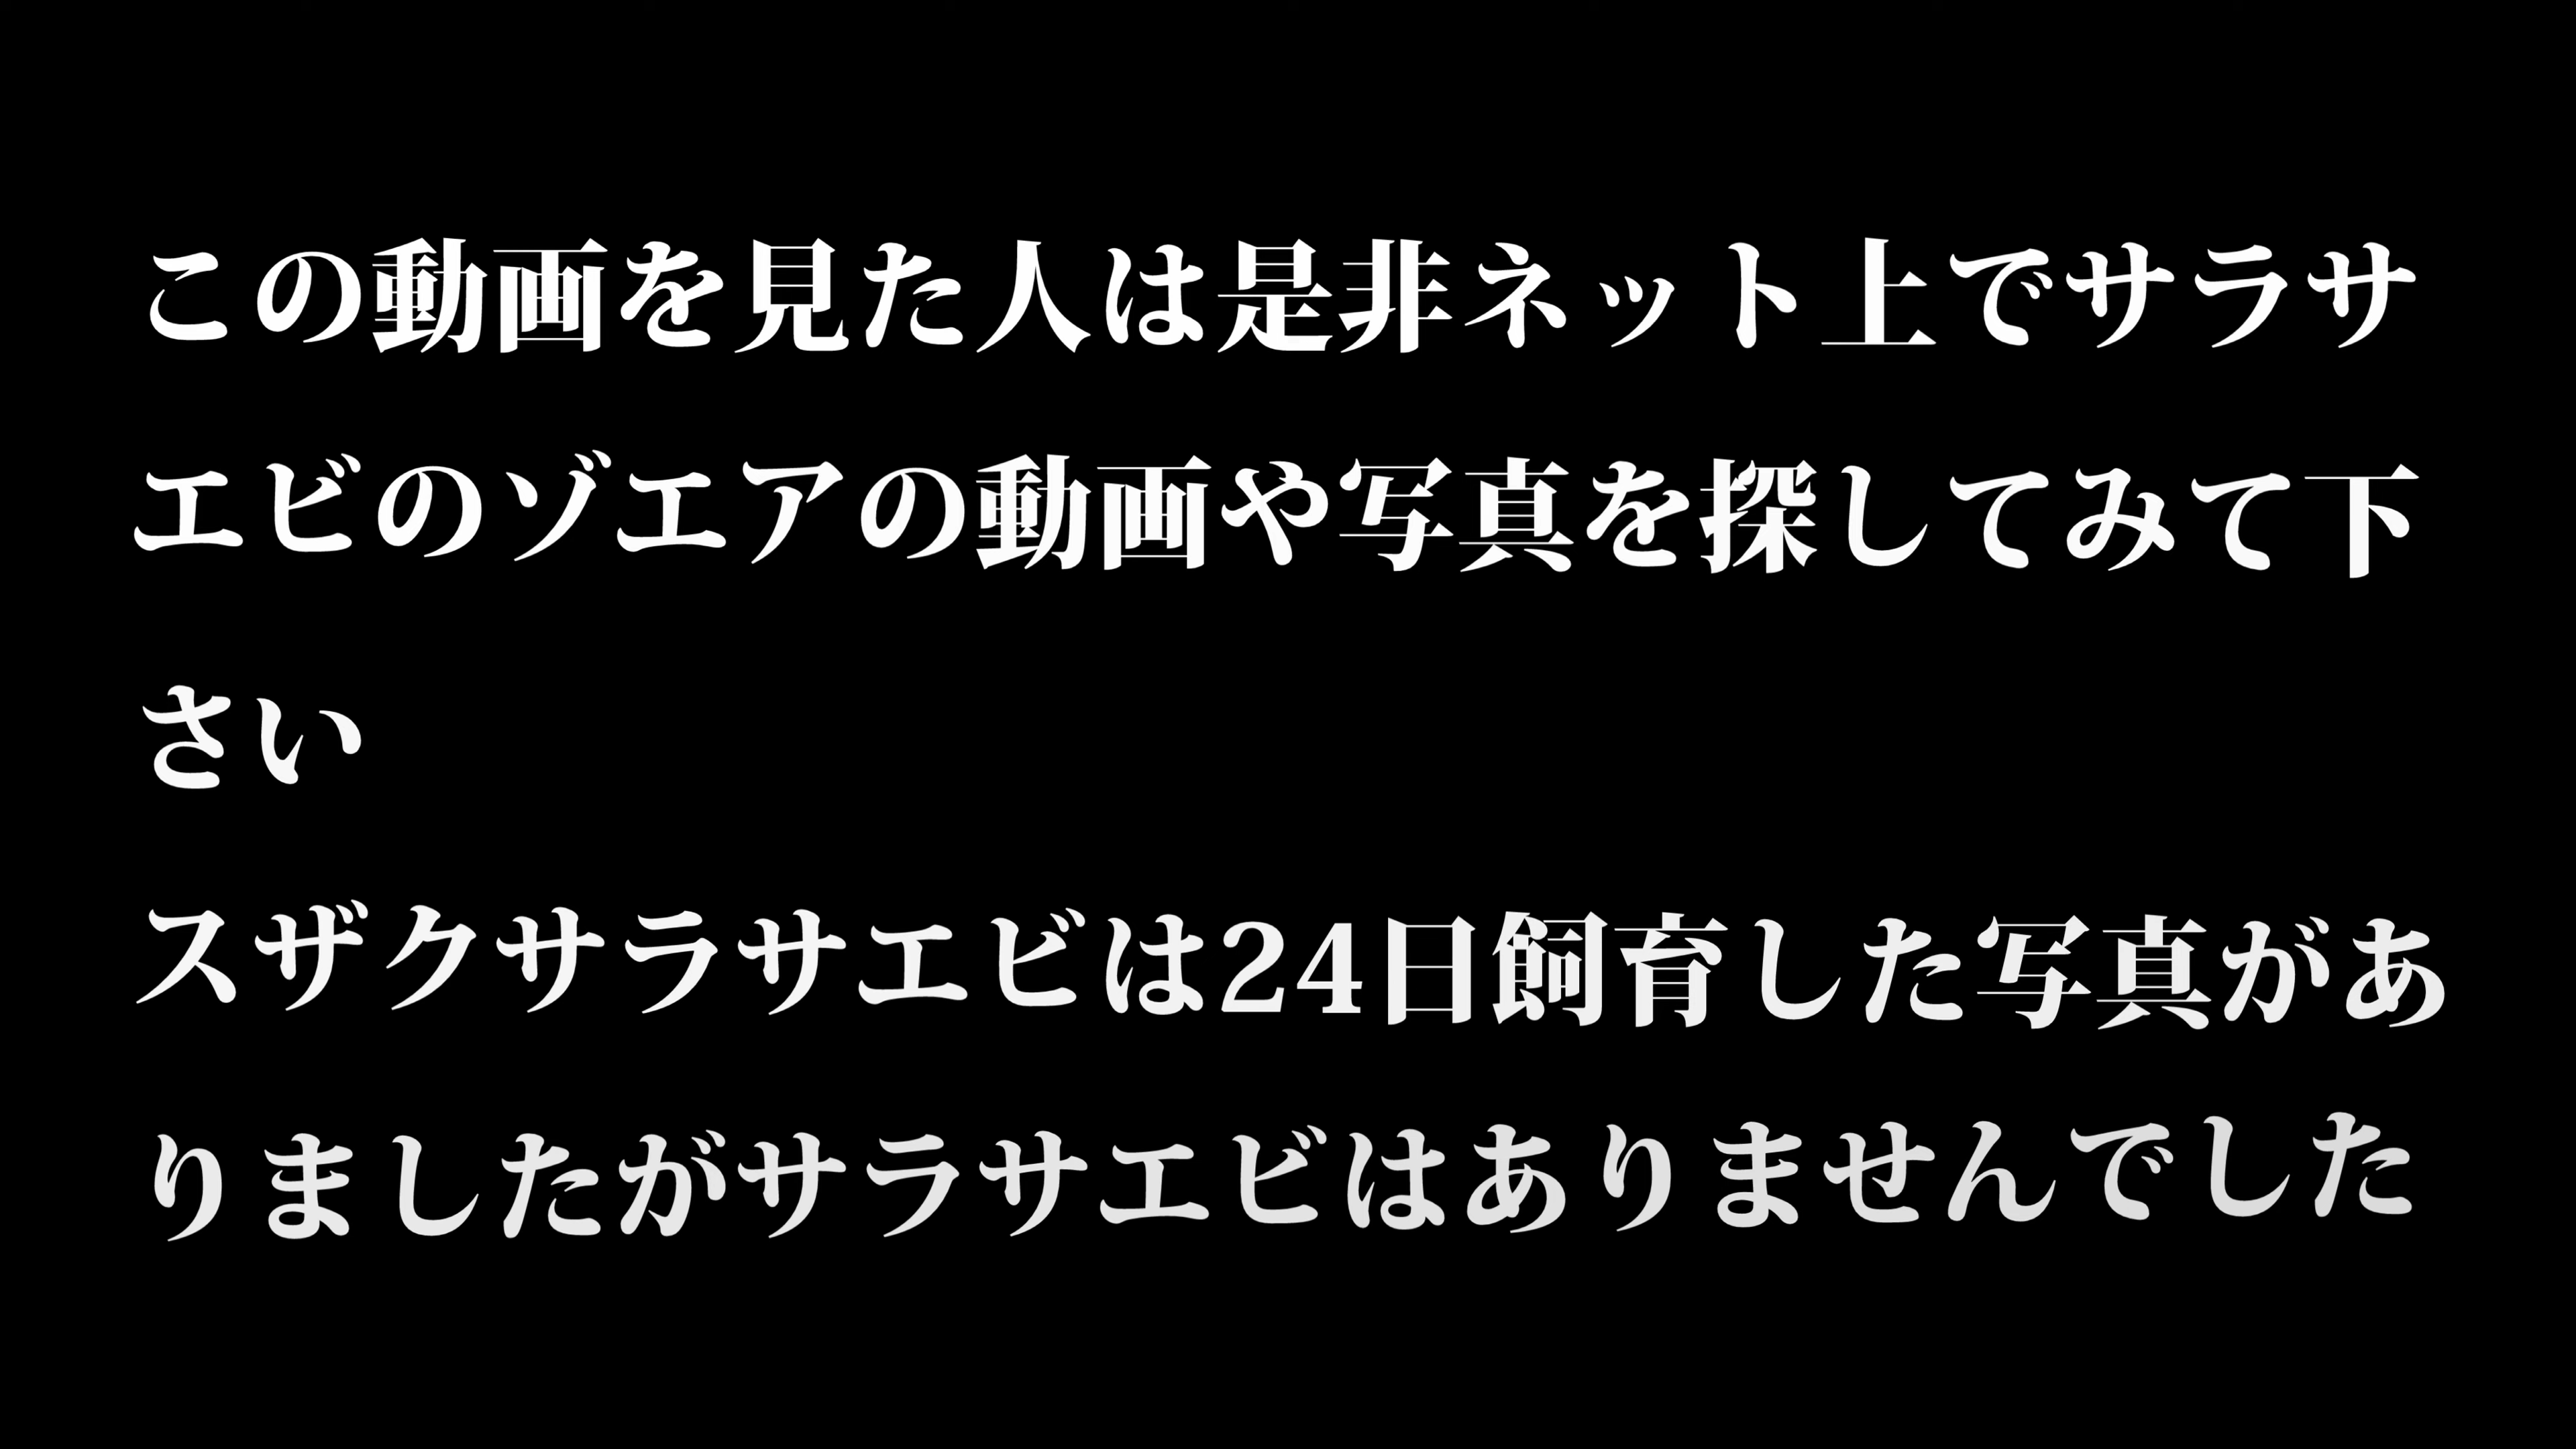 この動画を見た人は是非ネット上でサラサ
エビのゾエアの動画や写真を探してみて下
さい
スザクサラサエビは24日飼育した写真があ
りましたがサラサエビはありませんでした